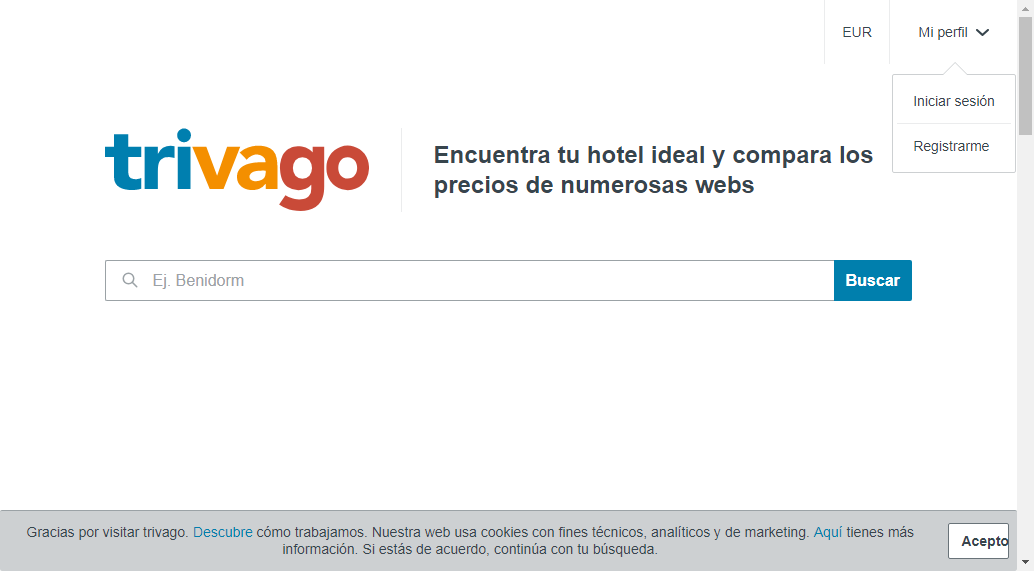 EUR
Mi perfil
Iniciar sesión
Registrarme
trivago
Encuentra tu hotel ideal y compara los
precios de numerosas webs
Ej. Benidorm
Buscar
Gracias por visitar trivago. Descubre cómo trabajamos. Nuestra web usa cookies con fines técnicos, analíticos y de marketing. Aquí tienes más
información. Si estás de acuerdo, continúa con tu búsqueda.
Acepto